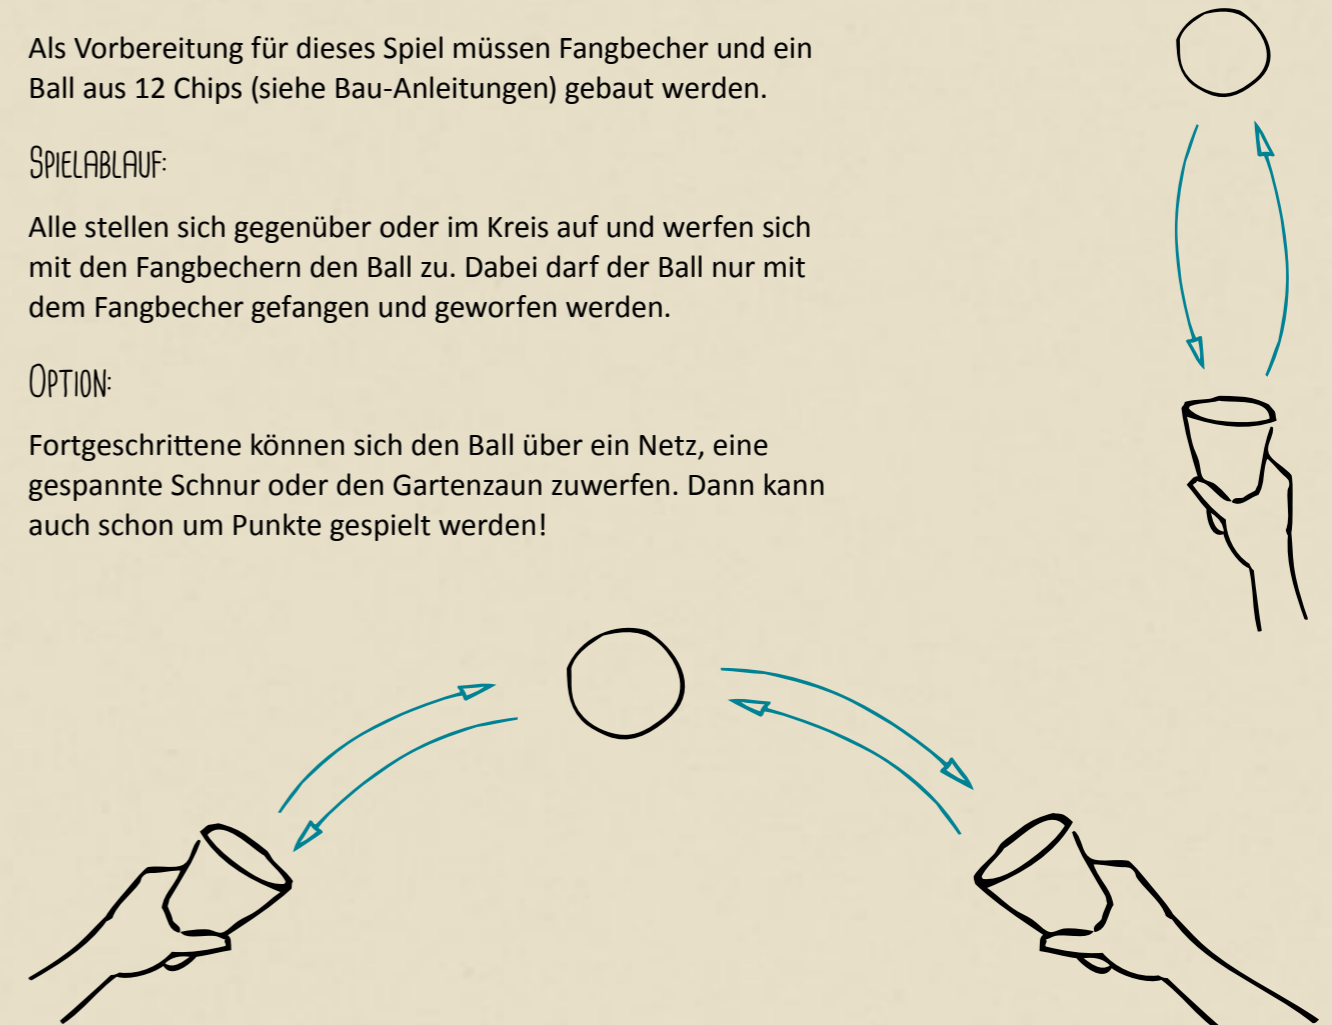 Als Vorbereitung für dieses Spiel müssen Fangbecher und ein
Ball aus 12 Chips (siehe Bau-Anleitungen) gebaut werden.
SPIELABLAUF:
Alle stellen sich gegenüber oder im Kreis auf und werfen sich
mit den Fangbechern den Ball zu. Dabei darf der Ball nur mit
dem Fangbecher gefangen und geworfen werden.
OPTION:
Fortgeschrittene können sich den Ball über ein Netz, eine
gespannte Schnur oder den Gartenzaun zuwerfen. Dann kann
auch schon um Punkte gespielt werden!